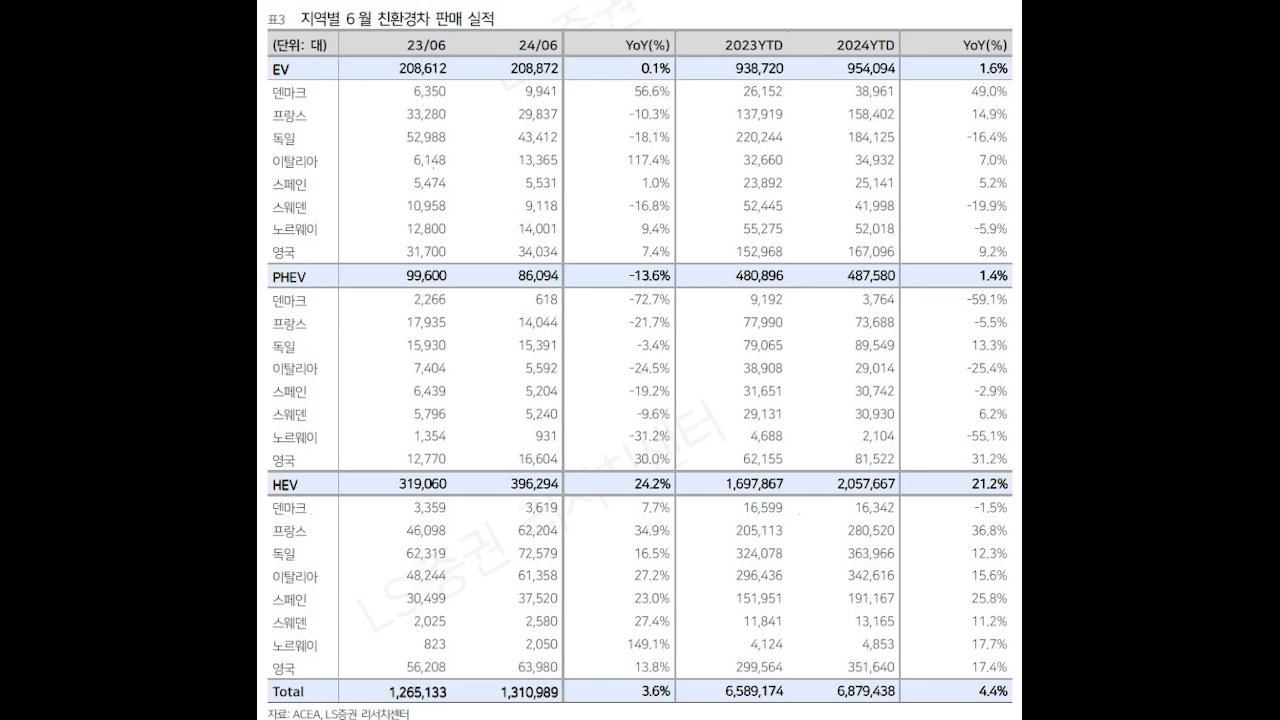 표3 지역별 6월 친환경차 판매 실적
(단위: 대) 23/06 24/06 YoY(%) 2023YTD 2024YTD YoY(%)
EV 208,612 208,872 0.1% 938,720 954,094 1.6%
덴마크 6,350 9,941 56.6% 26,152 38,961 49.0%
프랑스 33,280 29,837 -10.3% 137,919 158,402 14.9%
독일 52,988 43,412 -18.1% 220,244 184,125 -16.4%
이탈리아 6,148 13,365 117.4% 32,660 34,932 7.0%
스페인 5,474 5,531 1.0% 23,892 25,141 5.2%
스웨덴 10,958 9,118 -16.8% 52,445 41,998 -19.9%
노르웨이 12,800 14,001 9.4% 55,275 52,018 -5.9%
영국 31,700 34,034 7.4% 152,968 167,096 9.2%
PHEV 99,600 86,094 -13.6% 480,896 487,580 1.4%
덴마크 2,266 618 -72.7% 9,192 3,764 -59.1%
프랑스 17,935 14,044 -21.7% 77,990 73,688 -5.5%
독일 15,930 15,391 -3.4% 79,065 89,549 13.3%
이탈리아 7,404 5,592 -24.5% 38,908 29,014 -25.4%
스페인 6,439 5,204 -19.2% 31,651 30,742 -2.9%
스웨덴 5,796 5,240 -9.6% 29,131 30,930 6.2%
노르웨이 1,354 931 -31.2% 4,688 2,104 -55.1%
영국 12,770 16,604 30.0% 62,155 81,522 31.2%
HEV 319,060 396,294 24.2% 1,697,867 2,057,667 21.2%
덴마크 3,359 3,619 7.7% 16,599 16,342 -1.5%
프랑스 46,098 62,204 34.9% 205,113 280,520 36.8%
독일 62,319 72,579 16.5% 324,078 363,966 12.3%
이탈리아 48,244 61,358 27.2% 296,436 342,616 15.6%
스페인 30,499 37,520 23.0% 151,951 191,167 25.8%
스웨덴 2,025 2,580 27.4% 11,841 13,165 11.2%
노르웨이 823 2,050 149.1% 4,124 4,853 17.7%
영국 56,208 63,980 13.8% 299,564 351,640 17.4%
Total 1,265,133 1,310,989 3.6% 6,589,174 6,879,438 4.4%
자료: ACEA, LS증권 리서치센터
LS 증권 리서치센터